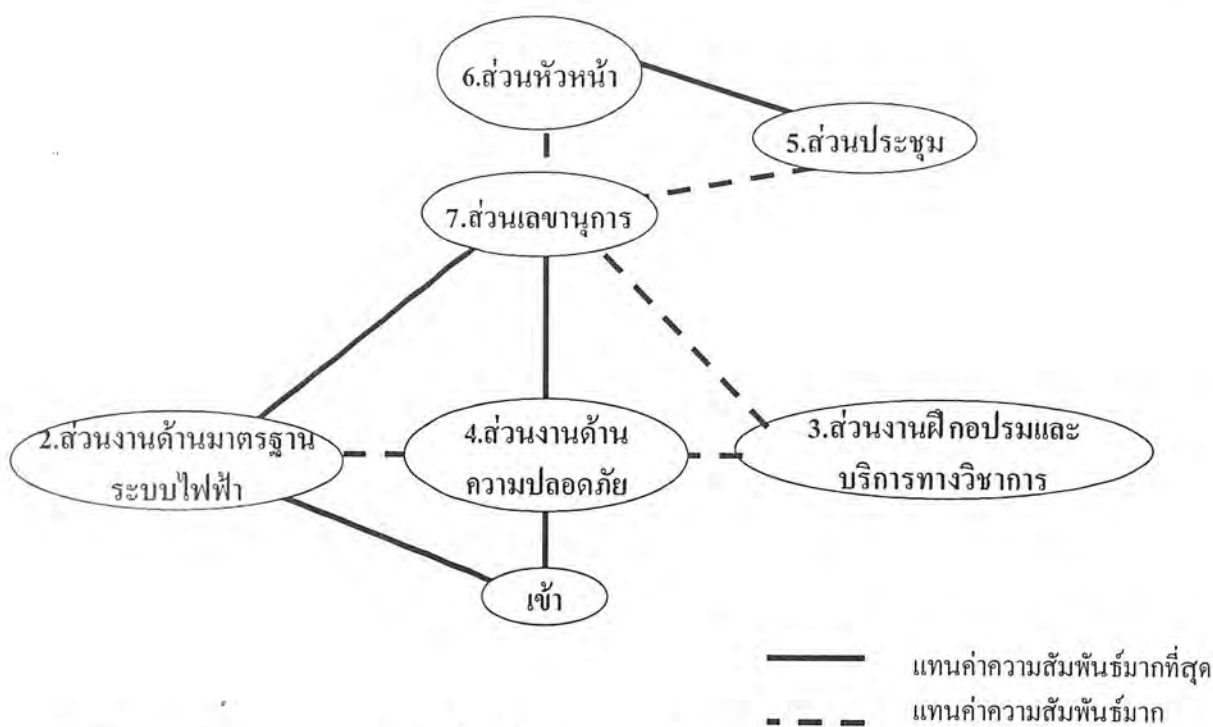 6.ส่วนหัวหน้า
5.ส่วนประชุม
7.ส่วนเลขานุการ
2.ส่วนงานด้านมาตรฐาน
ระบบไฟฟ้า
4.ส่วนงานด้าน
ความปลอดภัย
3.ส่วนงานฝึกอปรมและ
บริการทางวิชาการ
เข้า
แทนค่าความสัมพันธ์มากที่สุด
แทนค่าความสัมพันธ์มาก